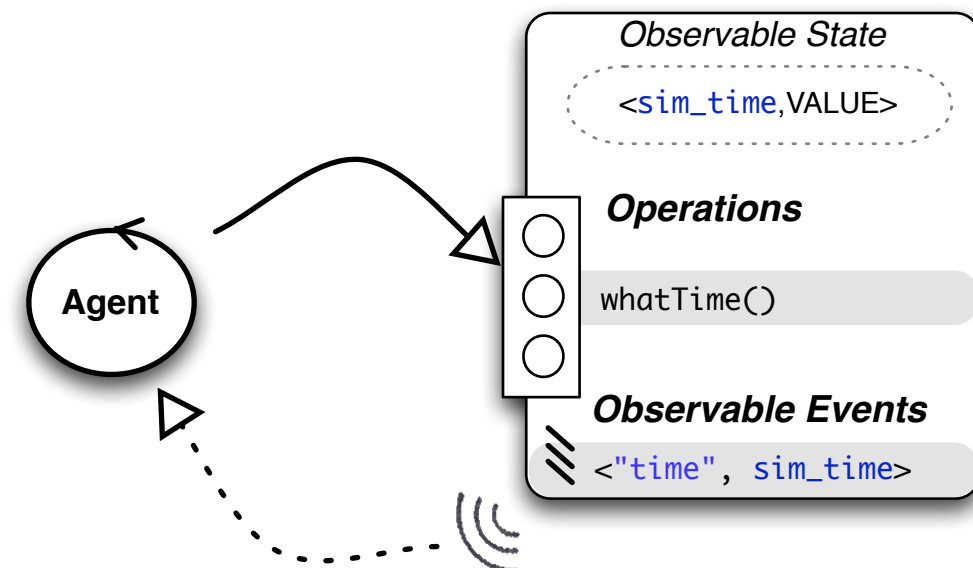 Observable State
<sim_time,VALUE>
Operations
Agent
whatTime()
Observable Events
<"time", sim_time>